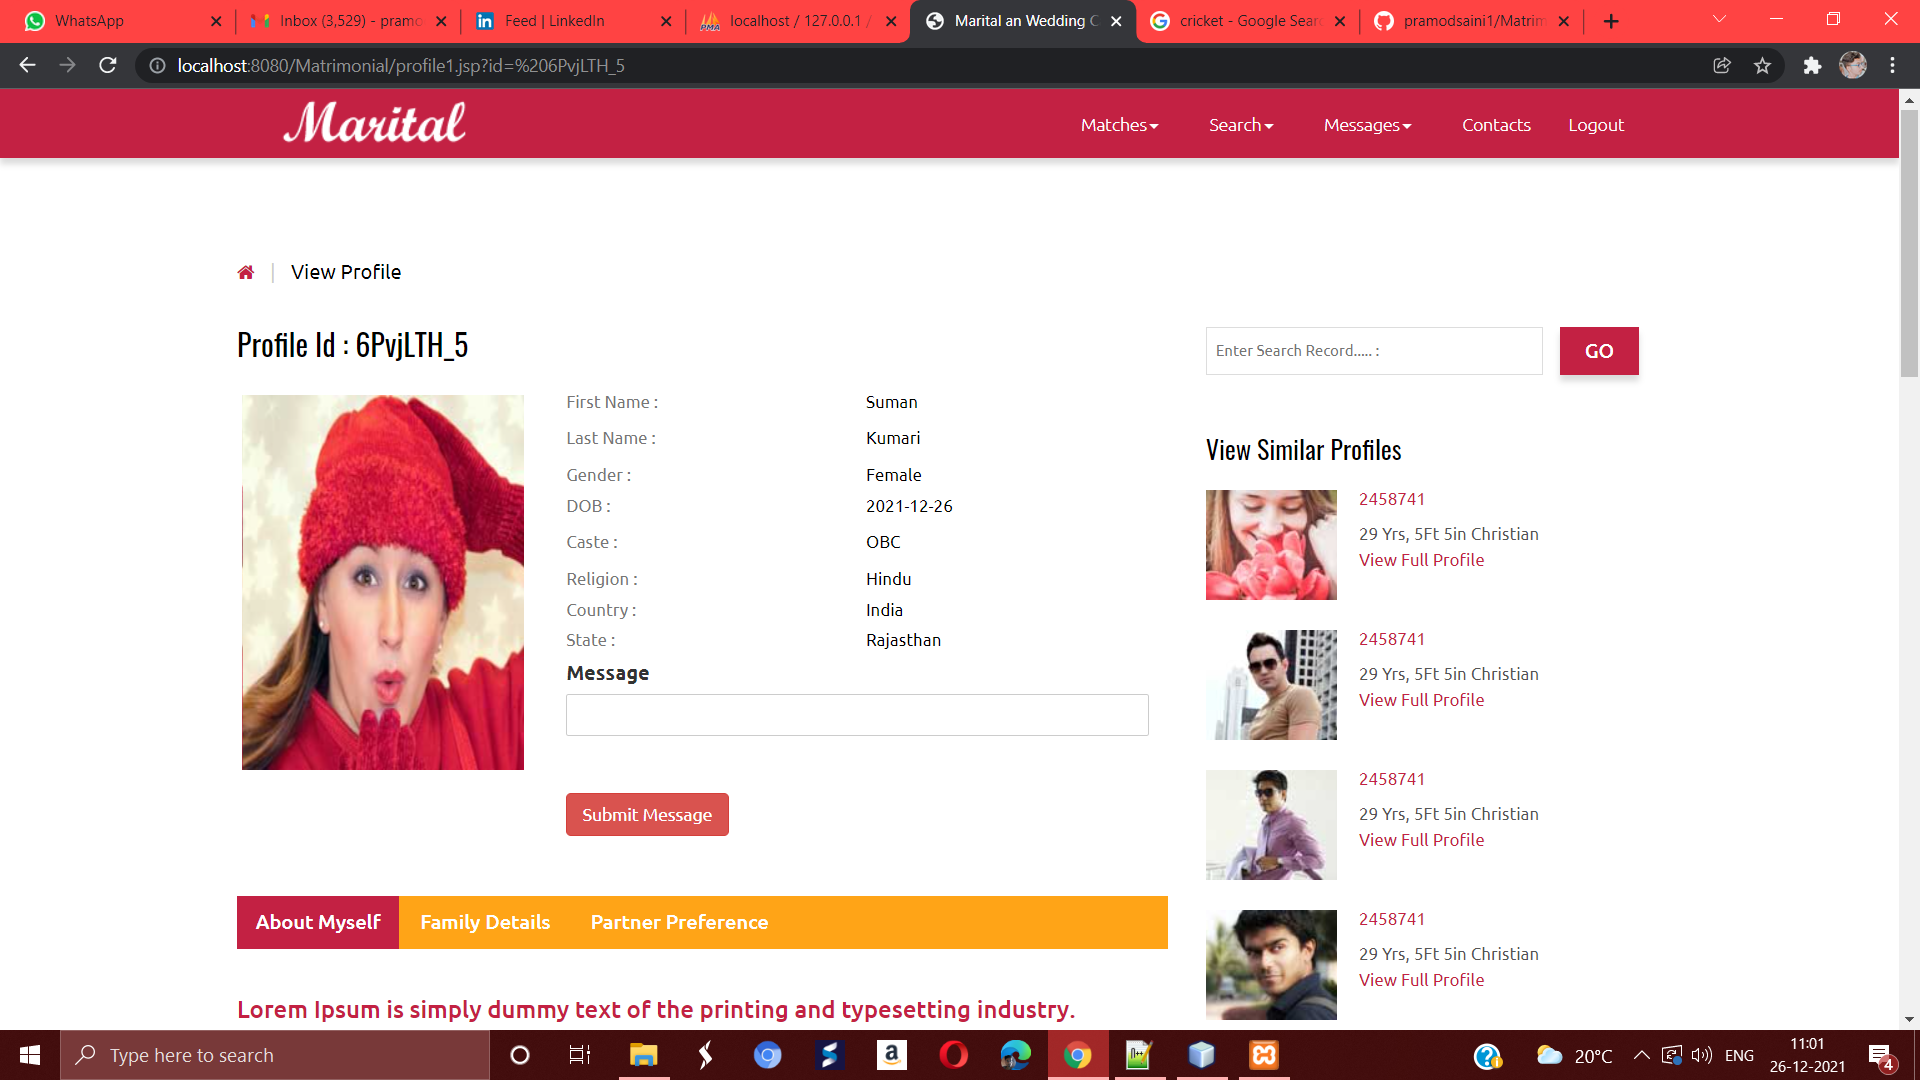 WhatsApp
Inbox (3,529) - pramo
Feed | LinkedIn
localhost / 127.0.0.1 /
Marital an Wedding C
cricket - Google Sear
pramodsaini1/Matrim
localhost:8080/Matrimonial/profile1.jsp?id=%206PvjLTH_5
Marital
Matches
Search
Messages
Contacts
Logout
| View Profile
Profile Id : 6PvjLTH_5
First Name : Suman
Last Name : Kumari
Gender : Female
DOB : 2021-12-26
Caste : OBC
Religion : Hindu
Country : India
State : Rajasthan
Message
Submit Message
Enter Search Record..... :
GO
View Similar Profiles
2458741
29 Yrs, 5Ft 5in Christian
View Full Profile
2458741
29 Yrs, 5Ft 5in Christian
View Full Profile
2458741
29 Yrs, 5Ft 5in Christian
View Full Profile
2458741
29 Yrs, 5Ft 5in Christian
View Full Profile
About Myself
Family Details
Partner Preference
Lorem Ipsum is simply dummy text of the printing and typesetting industry.
Type here to search
20°C
ENG
11:01
26-12-2021
4